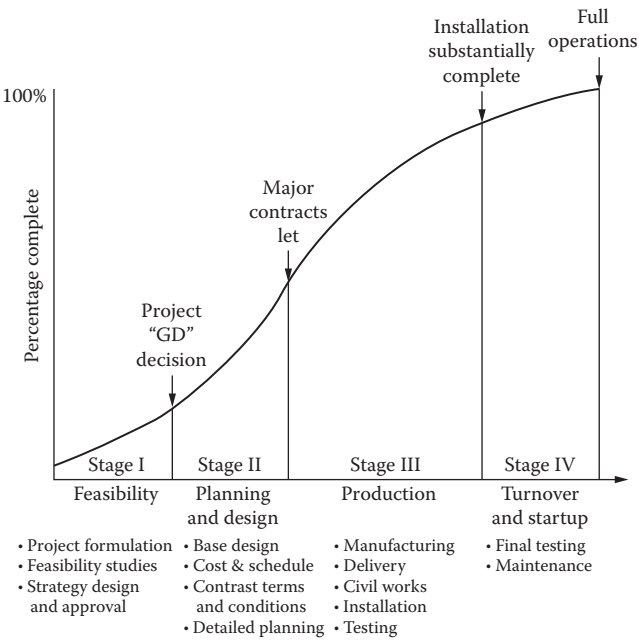 Full
operations
Installation
substantially
complete
100%
Major
contracts
let
Percentage complete
Project
“GD”
decision
Stage I
Stage II
Stage III
Stage IV
Feasibility
Planning
and design
Production
Turnover
and startup
• Project formulation
• Feasibility studies
• Strategy design
and approval
• Base design
• Cost & schedule
• Contrast terms
and conditions
• Detailed planning
• Manufacturing
• Delivery
• Civil works
• Installation
• Testing
• Final testing
• Maintenance